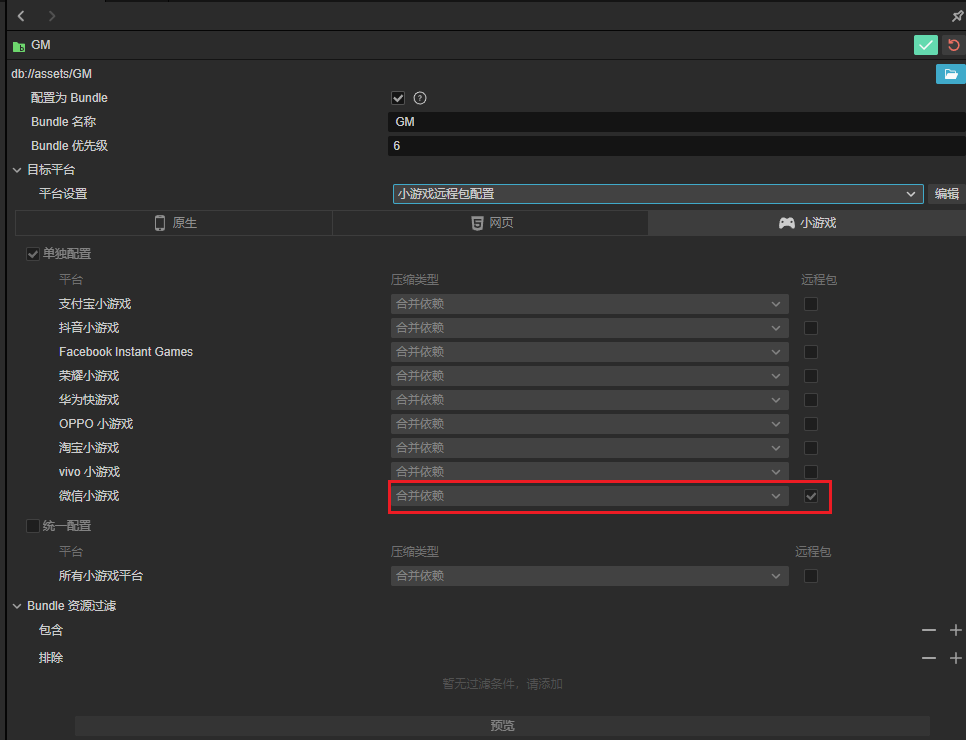 GM
db://assets/GM
配置为 Bundle
Bundle 名称 GM
Bundle 优先级 6
目标平台
平台设置 小游戏远程包配置 编辑
原生 网页 小游戏
单独配置
平台 压缩类型 远程包
支付宝小游戏 合并依赖
抖音小游戏 合并依赖
Facebook Instant Games 合并依赖
荣耀小游戏 合并依赖
华为快游戏 合并依赖
OPPO 小游戏 合并依赖
淘宝小游戏 合并依赖
vivo 小游戏 合并依赖
微信小游戏 合并依赖
统一配置
平台 压缩类型 远程包
所有小游戏平台 合并依赖
Bundle 资源过滤
包含
排除
暂无过滤条件，请添加
预览